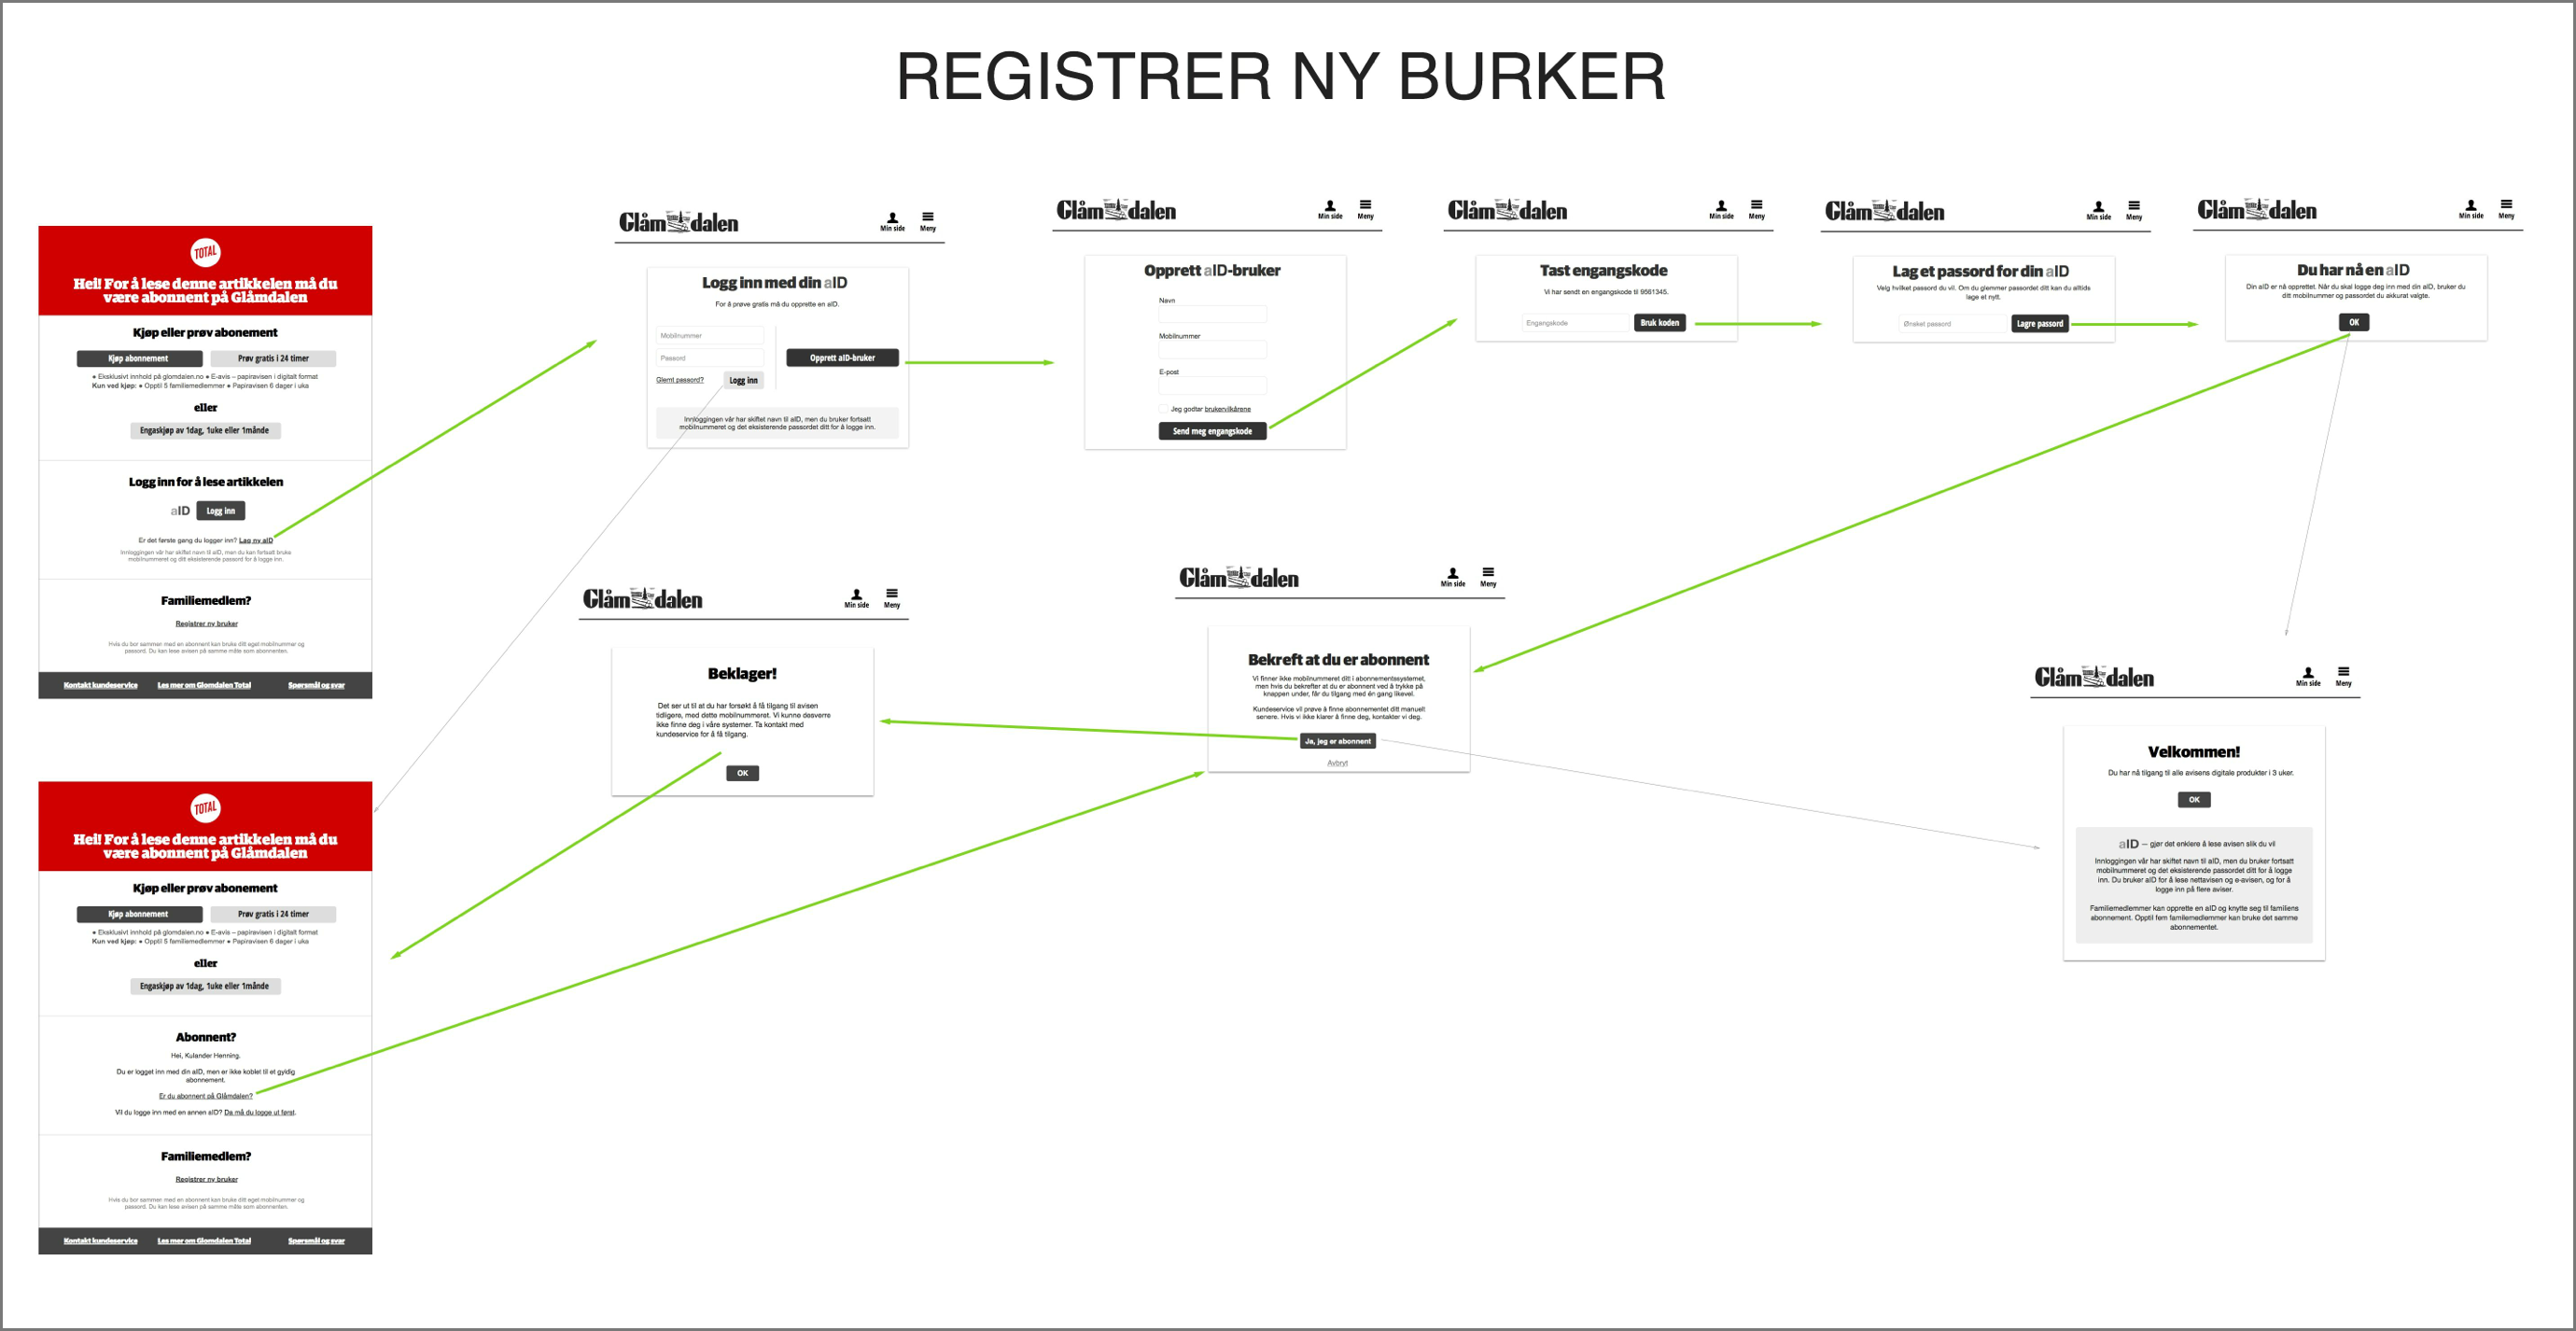 REGISTRER NY BURKER
TOTAL
Hei! For å lese denne artikkelen må du
være abonnent på Glåmdalen
Kjøp eller prøv abonement
Kjøp abonnement
Prøv gratis i 24 timer
• Eksklusivt innhold på glomdalen.no • E-avis – papiravisen i digitalt format
Kun ved kjøp: • Opptil 5 familiemedlemmer • Papiravisen 6 dager i uka
eller
Engaskjøp av 1dag, 1uke eller 1månde
Logg inn for å lese artikkelen
aID Logg inn
Er det første gang du logger inn? Lag ny aID
Innloggingen vår har skiftet navn til aID, men du kan fortsatt bruke
mobilnummeret og ditt eksisterende passord for å logge inn.
Familiemedlem?
Registrer ny bruker
Hvis du bor sammen med en abonnent kan bruke ditt eget mobilnummer og
passord. Du kan lese avisen på samme måte som abonnenten.
Kontakt kundeservice
Les mer om Glomdalen Total
Spørsmål og svar
Glåmdalen
Min side
Meny
Logg inn med din aID
For å prøve gratis må du opprette en aID.
Mobilnummer
Passord
Glemt passord?
Logg inn
Opprett aID-bruker
Innloggingen vår har skiftet navn til aID, men du bruker fortsatt
mobilnummeret og det eksisterende passordet ditt for å logge inn.
Glåmdalen
Min side
Meny
Opprett aID-bruker
Navn
Mobilnummer
E-post
Jeg godtar brukervilkårene
Send meg engangskode
Glåmdalen
Min side
Meny
Tast engangskode
Vi har sendt en engangskode til 9561345.
Engangskode
Bruk koden
Glåmdalen
Min side
Meny
Lag et passord for din aID
Velg hvilket passord du vil. Om du glemmer passordet ditt kan du alltids
lage et nytt.
Ønsket passord
Lagre passord
Glåmdalen
Min side
Meny
Du har nå en aID
Din aID er nå opprettet. Når du skal logge deg inn med din aID, bruker du
ditt mobilnummer og passordet du akkurat valgte.
OK
Glåmdalen
Min side
Meny
Beklager!
Det ser ut til at du har forsøkt å få tilgang til avisen
tidligere, med dette mobilnummeret. Vi kunne desverre
ikke finne deg i våre systemer. Ta kontakt med
kundeservice for å få tilgang.
OK
Glåmdalen
Min side
Meny
Bekreft at du er abonnent
Vi finner ikke mobilnummeret ditt i abonnementssystemet,
men hvis du bekrefter at du er abonnent ved å trykke på
knappen under, får du tilgang med én gang likevel.
Kundeservice vil prøve å finne abonnementet ditt manuelt
senere. Hvis vi ikke klarer å finne deg, kontakter vi deg.
Ja, jeg er abonnent
Avbryt
Glåmdalen
Min side
Meny
Velkommen!
Du har nå tilgang til alle avisens digitale produkter i 3 uker.
OK
aID – gjør det enklere å lese avisen slik du vil
Innloggingen vår har skiftet navn til aID, men du bruker fortsatt
mobilnummeret og det eksisterende passordet ditt for å logge
inn. Du bruker aID for å lese nettavisen og e-avisen, og for å
logge inn på flere aviser.
Familiemedlemmer kan opprette en aID og knytte seg til familiens
abonnement. Opptil fem familemedlemmer kan bruke det samme
abonnementet.
TOTAL
Hei! For å lese denne artikkelen må du
være abonnent på Glåmdalen
Kjøp eller prøv abonement
Kjøp abonnement
Prøv gratis i 24 timer
• Eksklusivt innhold på glomdalen.no • E-avis – papiravisen i digitalt format
Kun ved kjøp: • Opptil 5 familiemedlemmer • Papiravisen 6 dager i uka
eller
Engaskjøp av 1dag, 1uke eller 1månde
Abonnent?
Hei, Kulander Henning.
Du er logget inn med din aID, men er ikke koblet til et gyldig
abonnement.
Er du abonnent på Glåmdalen?
Vil du logge inn med en annen aID? Da må du logge ut først.
Familiemedlem?
Registrer ny bruker
Hvis du bor sammen med en abonnent kan bruke ditt eget mobilnummer og
passord. Du kan lese avisen på samme måte som abonnenten.
Kontakt kundeservice
Les mer om Glomdalen Total
Spørsmål og svar